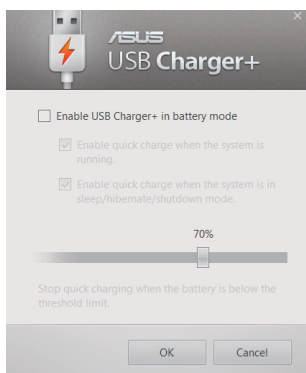 ASUS
USB Charger+
Enable USB Charger+ in battery mode
Enable quick charge when the system is
running.
Enable quick charge when the system is in
sleep/hibernate/shutdown mode.
70%
Stop quick charging when the battery is below the
threshold limit.
OK Cancel